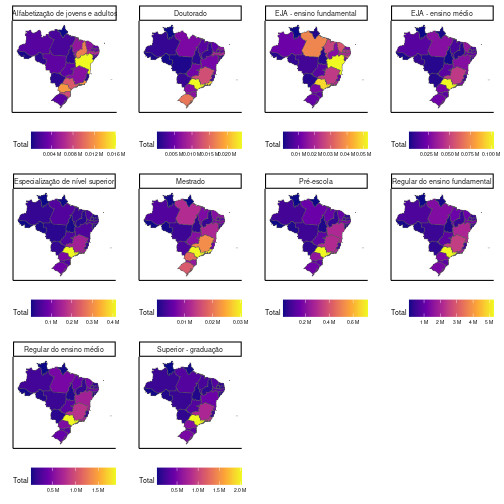 Alfabetização de jovens e adultos
Doutorado
EJA - ensino fundamental
EJA - ensino médio
Total
0.004 M 0.008 M 0.012 M 0.016 M
Total
0.005 M 0.010 M 0.015 M 0.020 M
Total
0.01 M 0.02 M 0.03 M 0.04 M 0.05 M
Total
0.025 M 0.050 M 0.075 M 0.100 M
Especialização de nível superior
Mestrado
Pré-escola
Regular do ensino fundamental
Total
0.1 M 0.2 M 0.3 M 0.4 M
Total
0.01 M 0.02 M 0.03 M
Total
0.2 M 0.4 M 0.6 M
Total
1 M 2 M 3 M 4 M 5 M
Regular do ensino médio
Superior - graduação
Total
0.5 M 1.0 M 1.5 M
Total
0.5 M 1.0 M 1.5 M 2.0 M